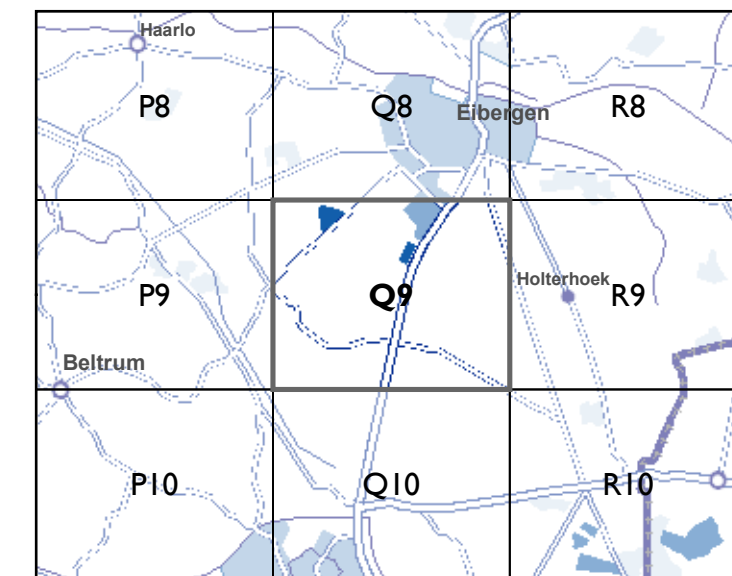 Haarlo
P8
Q8
Eibergen
R8
P9
Q9
Holterhoek
R9
Beltrum
P10
Q10
R10